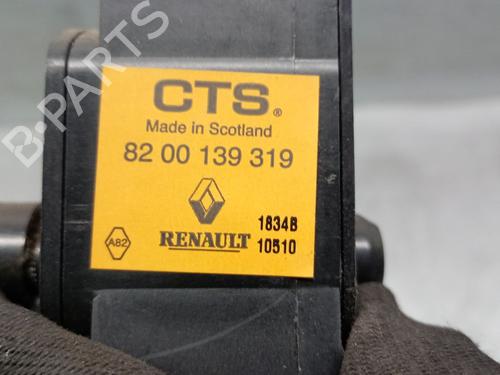 CTS®
Made in Scotland
82 00 139 319
1834B
RENAULT 10510
A82
B-PARTS